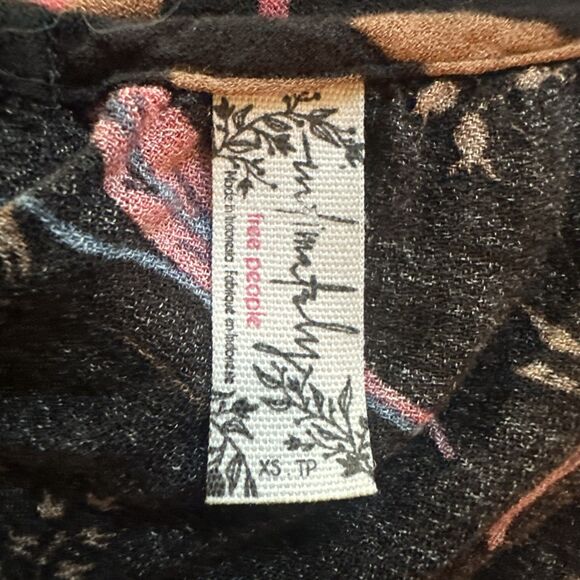 intimately
free people
Made in Indonesia Fabriqué en Indonésie
XS TP